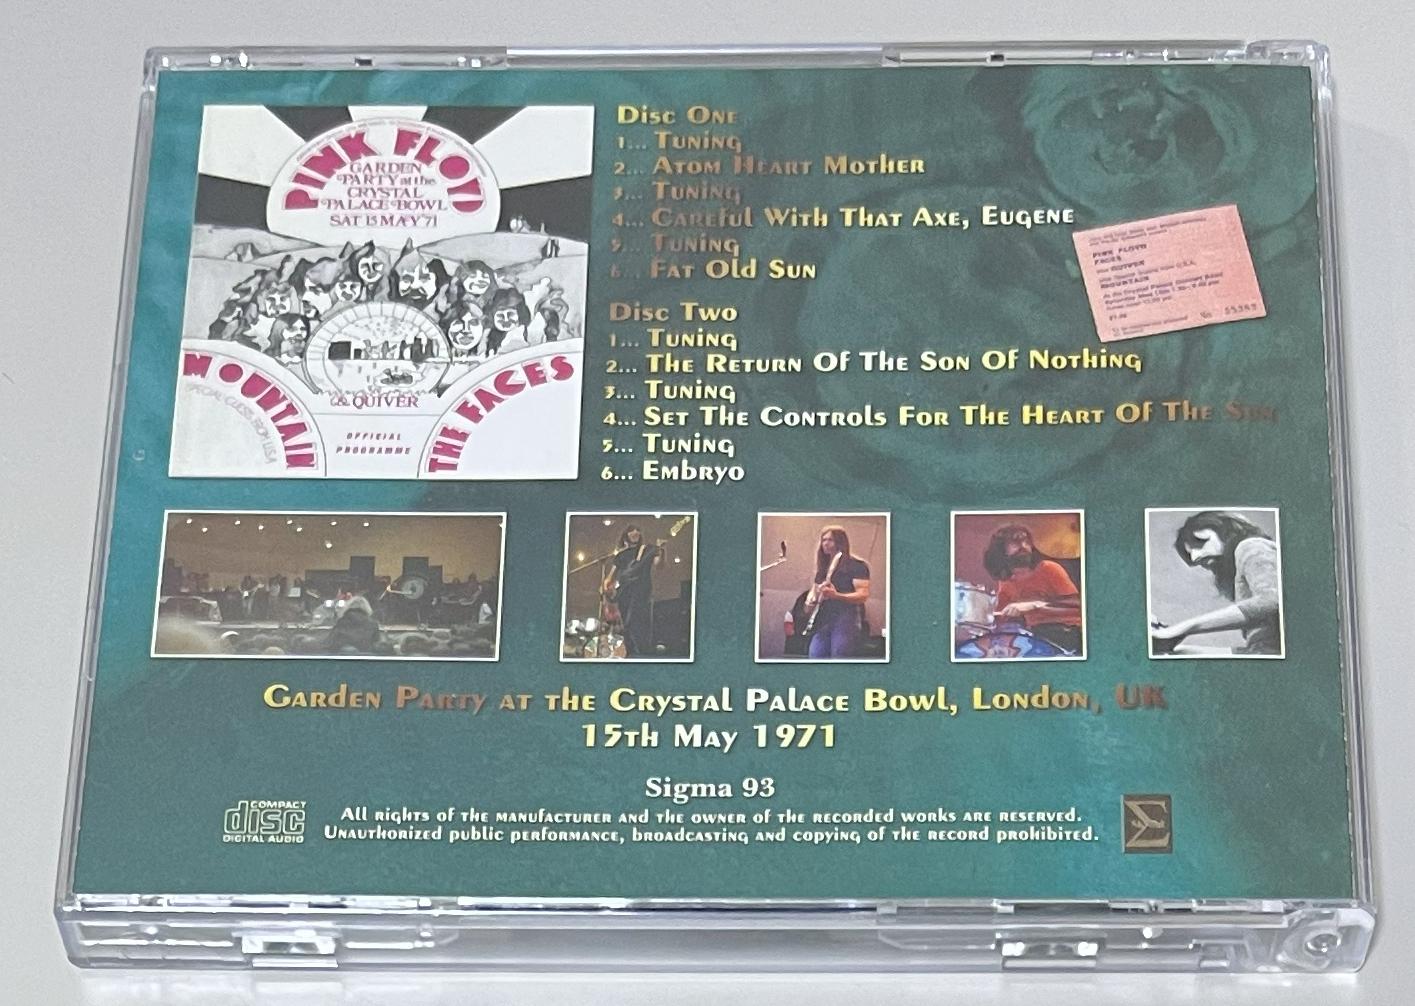 PINK FLOYD
GARDEN
PARTY at the
CRYSTAL
PALACE BOWL
SAT 15 MAY '71
MOUNTAIN
SPECIAL GUESTS FROM USA
& QUIVER
THE FACES
OFFICIAL
PROGRAMME
Disc One
1... Tuning
2... Atom Heart Mother
3... Tuning
4... Careful With That Axe, Eugene
5... Tuning
6... Fat Old Sun
Disc Two
1... Tuning
2... The Return Of The Son Of Nothing
3... Tuning
4... Set The Controls For The Heart Of The Sun
5... Tuning
6... Embryo
PINK FLOYD
FACES
QUIVER
MOUNTAIN
Garden Party at the Crystal Palace Bowl, London, UK
15th May 1971
Sigma 93
COMPACT
disc
DIGITAL AUDIO
All rights of the manufacturer and the owner of the recorded works are reserved.
Unauthorized public performance, broadcasting and copying of the record prohibited.
Σ